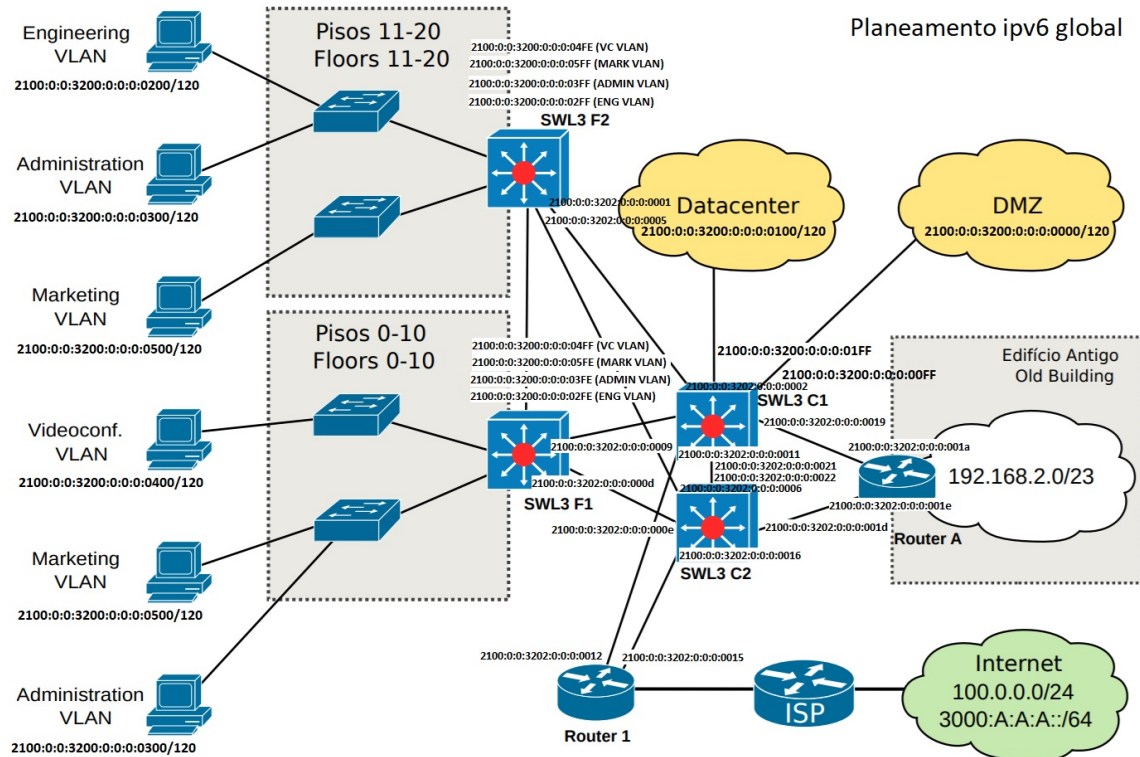 Planeamento ipv6 global
Engineering
VLAN
2100:0:0:3200:0:0:0:0200/120
Administration
VLAN
2100:0:0:3200:0:0:0:0300/120
Marketing
VLAN
2100:0:0:3200:0:0:0:0500/120
Videoconf.
VLAN
2100:0:0:3200:0:0:0:0400/120
Marketing
VLAN
2100:0:0:3200:0:0:0:0500/120
Administration
VLAN
2100:0:0:3200:0:0:0:0300/120
Pisos 11-20
Floors 11-20
2100:0:0:3200:0:0:0:04FE (VC VLAN)
2100:0:0:3200:0:0:0:05FF (MARK VLAN)
2100:0:0:3200:0:0:0:03FF (ADMIN VLAN)
2100:0:0:3200:0:0:0:02FF (ENG VLAN)
SWL3 F2
2100:0:0:3202:0:0:0:0001
2100:0:0:3202:0:0:0:0005
Pisos 0-10
Floors 0-10
2100:0:0:3200:0:0:0:04FF (VC VLAN)
2100:0:0:3200:0:0:0:05FE (MARK VLAN)
2100:0:0:3200:0:0:0:03FE (ADMIN VLAN)
2100:0:0:3200:0:0:0:02FE (ENG VLAN)
2100:0:0:3202:0:0:0:0009
2100:0:0:3202:0:0:0:000d
SWL3 F1
2100:0:0:3202:0:0:0:000e
Datacenter
2100:0:0:3200:0:0:0:0100/120
DMZ
2100:0:0:3200:0:0:0:0000/120
2100:0:0:3200:0:0:0:01FF
2100:0:0:3200:0:0:0:00FF
2100:0:0:3202:0:0:0:0002
SWL3 C1
2100:0:0:3202:0:0:0:0019
2100:0:0:3202:0:0:0:0011
2100:0:0:3202:0:0:0:0021
2100:0:0:3202:0:0:0:0022
2100:0:0:3202:0:0:0:0006
2100:0:0:3202:0:0:0:001d
2100:0:0:3202:0:0:0:0016
SWL3 C2
Edifício Antigo
Old Building
2100:0:0:3202:0:0:0:001a
192.168.2.0/23
2100:0:0:3202:0:0:0:001e
Router A
2100:0:0:3202:0:0:0:0012
2100:0:0:3202:0:0:0:0015
Router 1
ISP
Internet
100.0.0.0/24
3000:A:A:A::/64